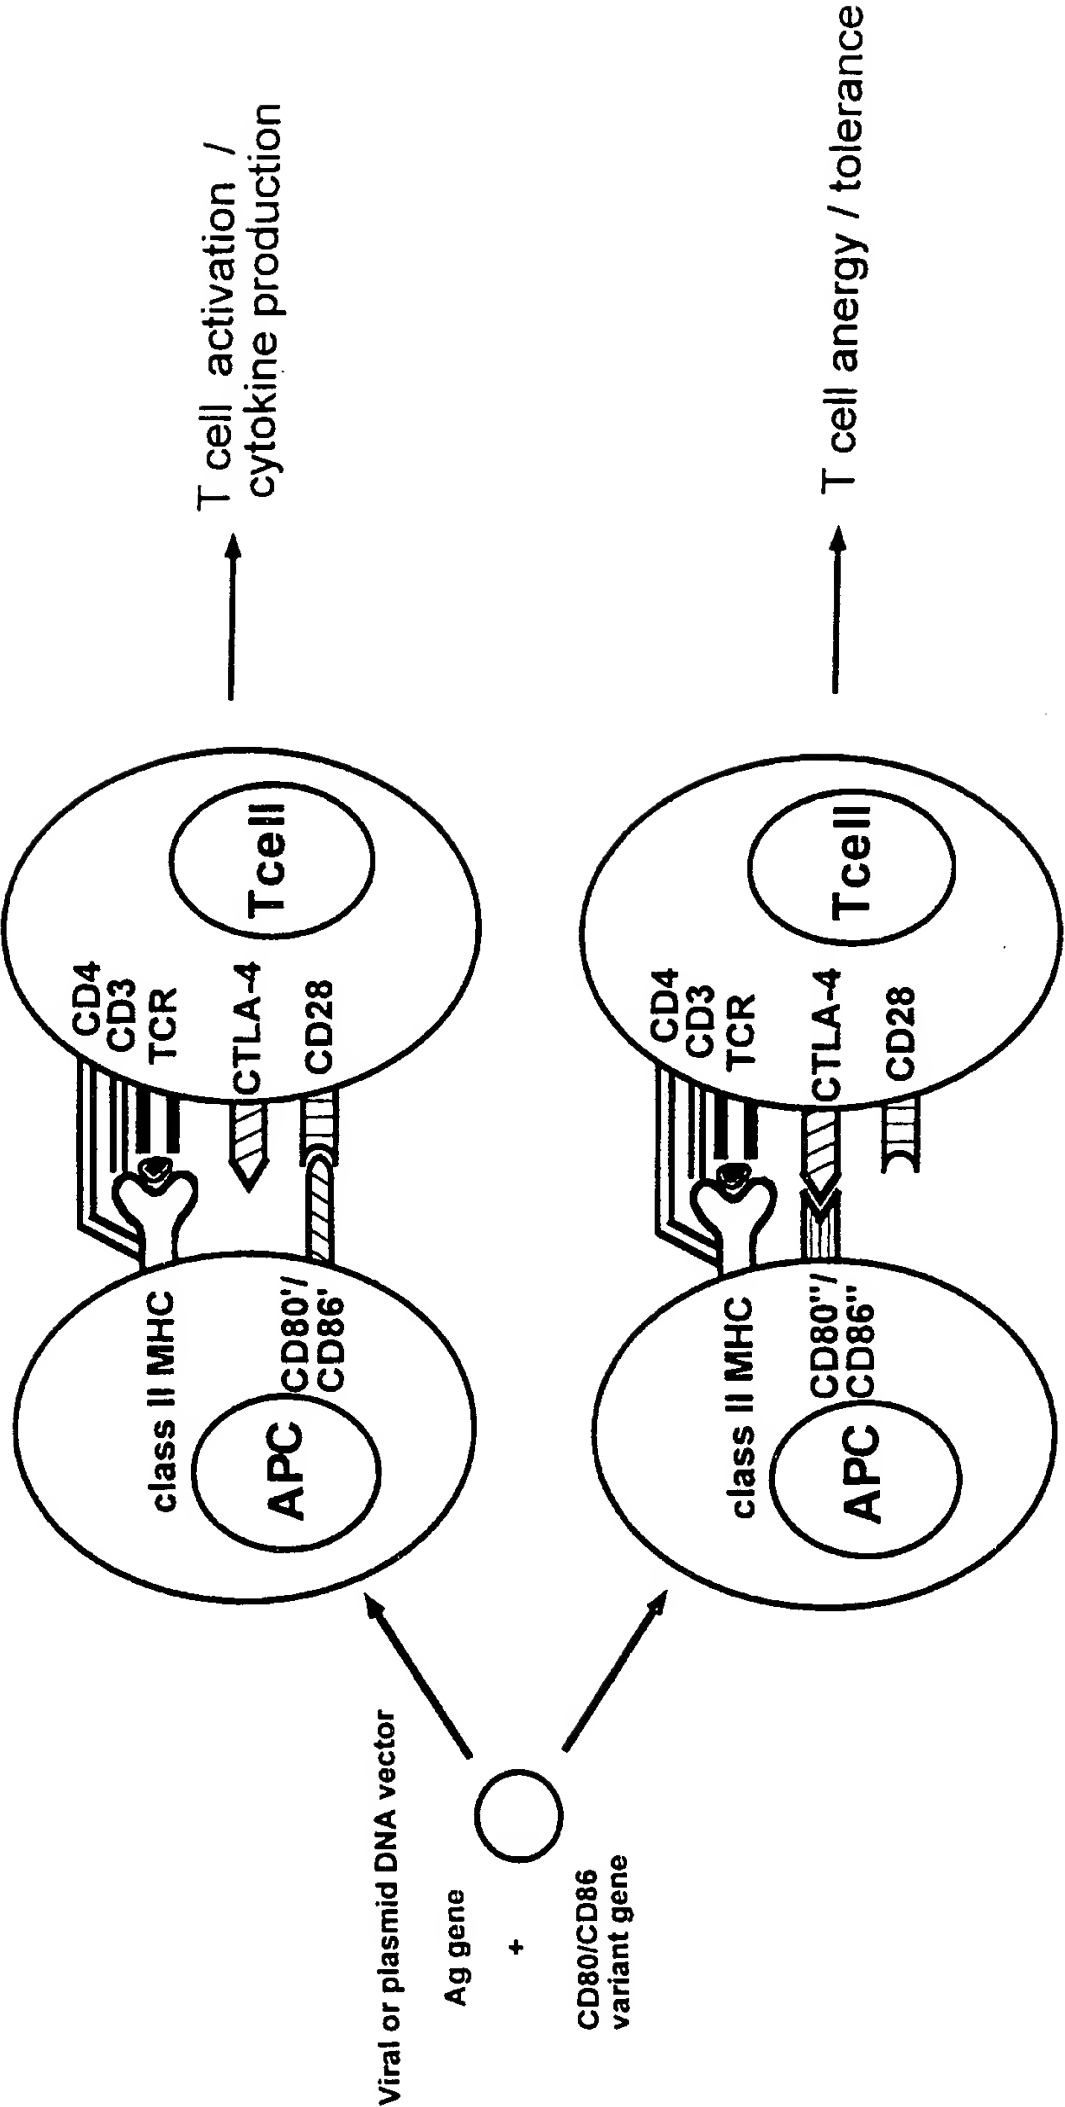 Viral or plasmid DNA vector
Ag gene
+
CD80/CD86
variant gene
class II MHC
APC
CD80'/
CD86'
CD4
CD3
TCR
CTLA-4
CD28
T cell
T cell activation /
cytokine production
class II MHC
APC
CD80"/
CD86"
CD4
CD3
TCR
CTLA-4
CD28
T cell
T cell anergy / tolerance